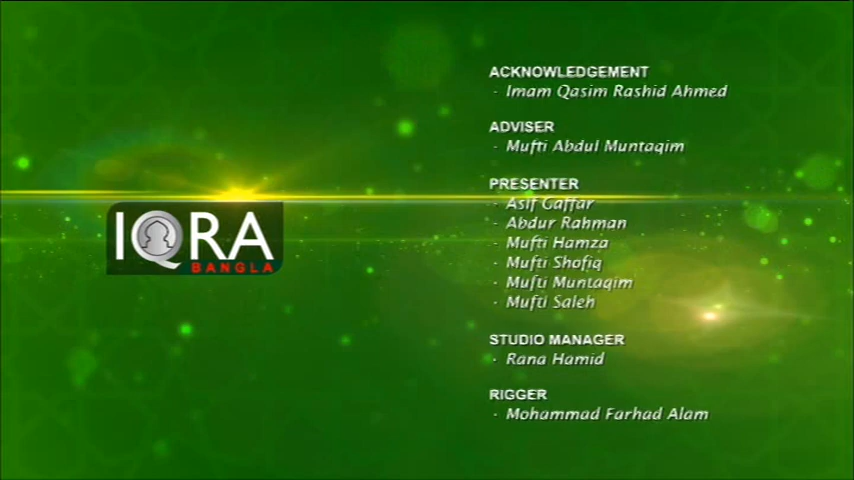 IQRA
BANGLA
ACKNOWLEDGEMENT
- Imam Qasim Rashid Ahmed
ADVISER
- Mufti Abdul Muntaqim
PRESENTER
- Asif Gaffar
- Abdur Rahman
- Mufti Hamza
- Mufti Shofiq
- Mufti Muntaqim
- Mufti Saleh
STUDIO MANAGER
- Rana Hamid
RIGGER
- Mohammad Farhad Alam